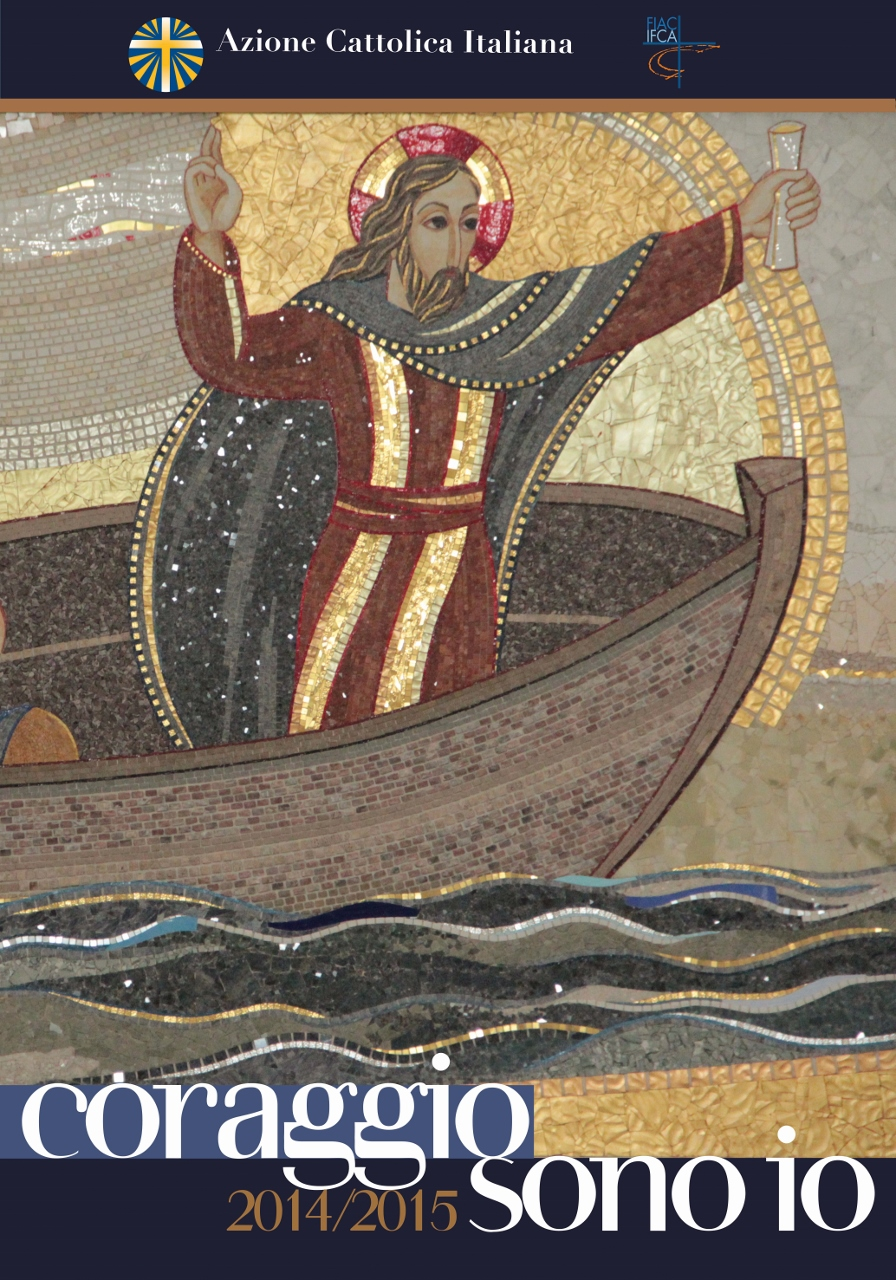 Azione Cattolica Italiana
FIAC
IFCA
coraggio
2014/2015 sono io